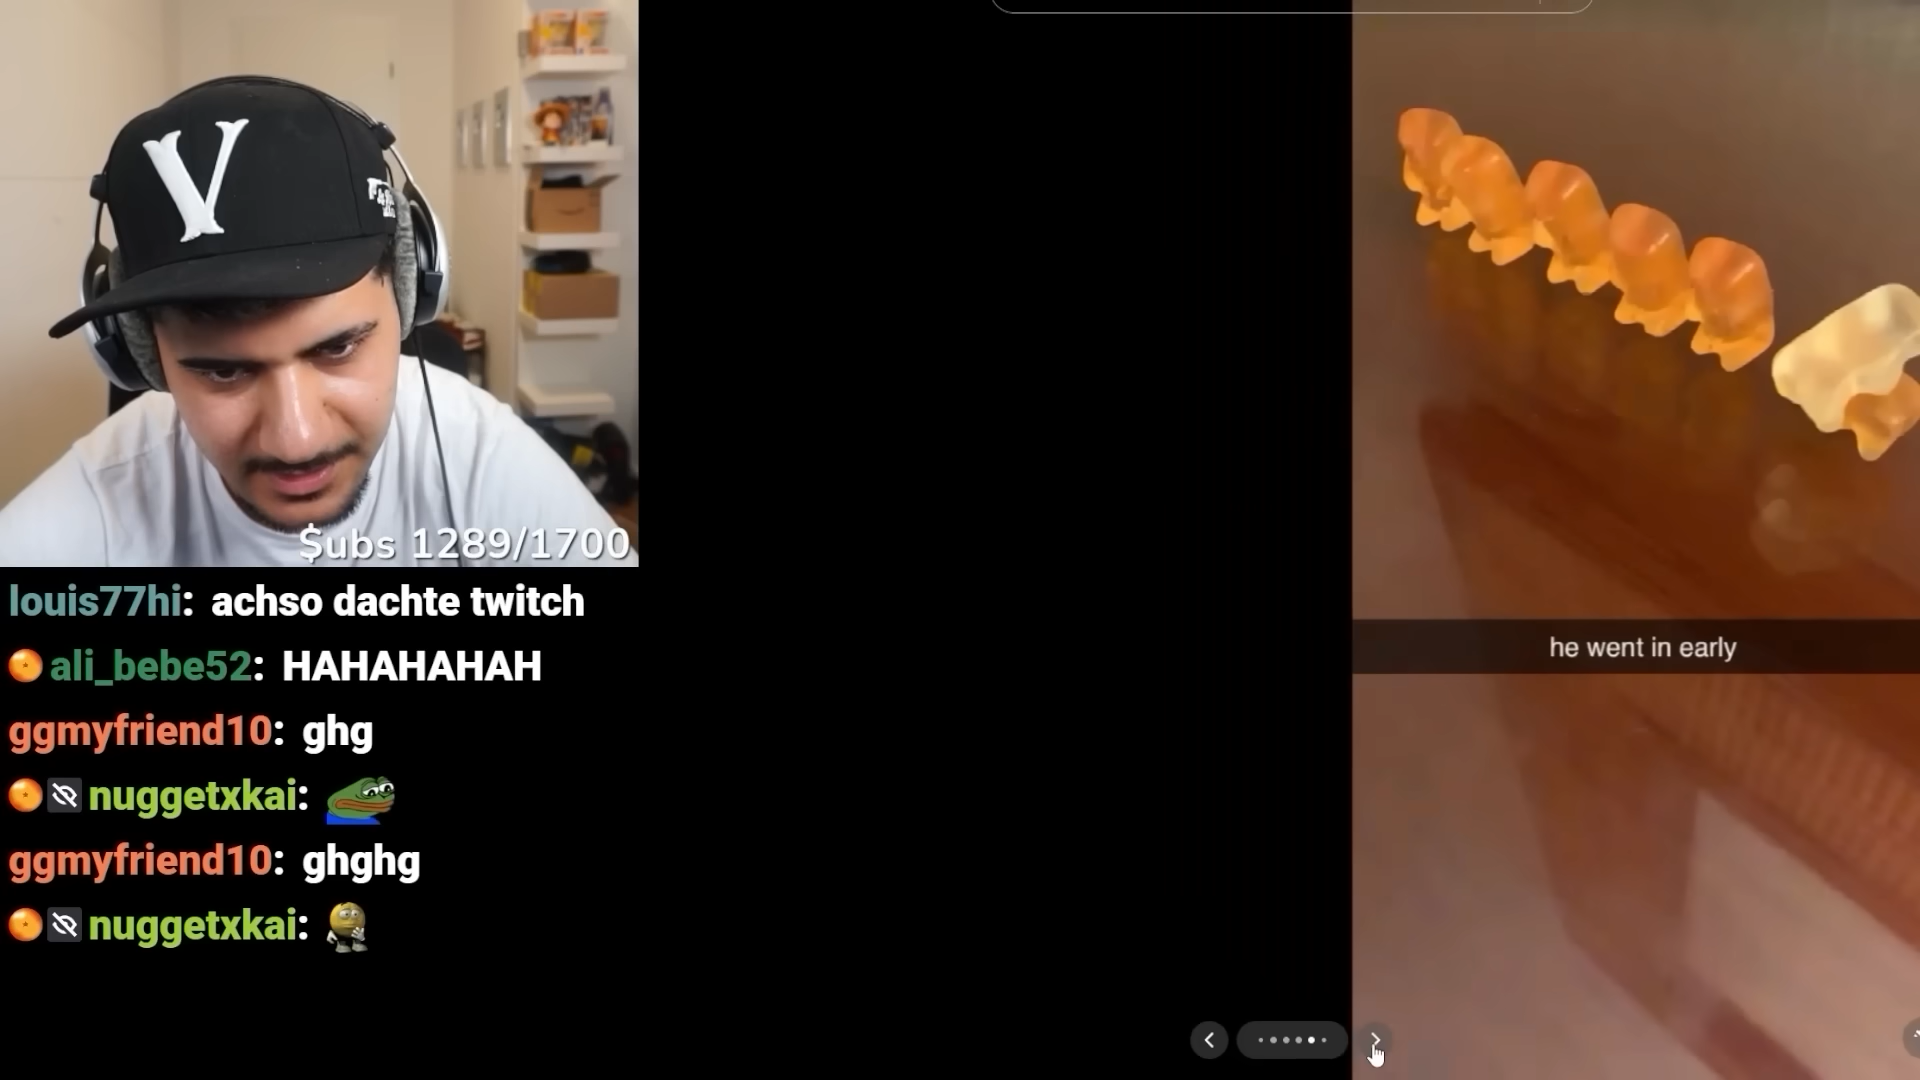 V
$ubs 1289/1700
louis77hi: achso dachte twitch
ali_bebe52: HAHAHAHAH
ggmyfriend10: ghg
nuggetxkai:
ggmyfriend10: ghghg
nuggetxkai:
he went in early